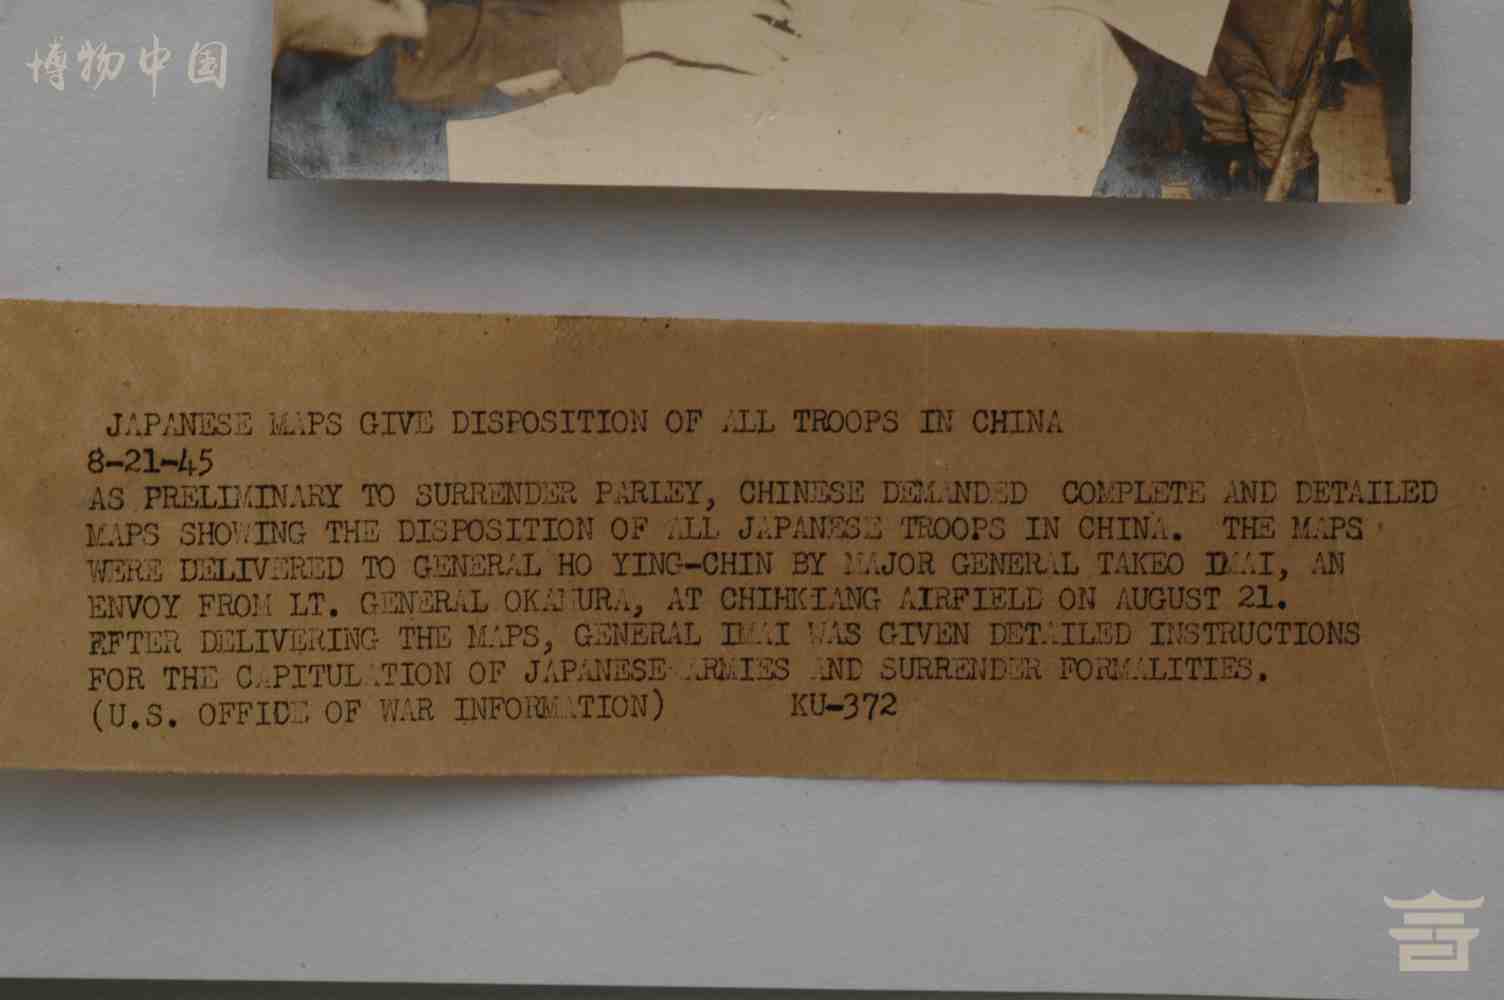 博物中国
JAPANESE MAPS GIVE DISPOSITION OF ALL TROOPS IN CHINA
8-21-45
AS PRELIMINARY TO SURRENDER PARLEY, CHINESE DEMANDED COMPLETE AND DETAILED
MAPS SHOWING THE DISPOSITION OF ALL JAPANESE TROOPS IN CHINA. THE MAPS
WERE DELIVERED TO GENERAL HO YING-CHIN BY MAJOR GENERAL TAKEO IMAI, AN
ENVOY FROM LT. GENERAL OKAMURA, AT CHIHKIANG AIRFIELD ON AUGUST 21.
AFTER DELIVERING THE MAPS, GENERAL IMAI WAS GIVEN DETAILED INSTRUCTIONS
FOR THE CAPITULATION OF JAPANESE ARMIES AND SURRENDER FORMALITIES.
(U.S. OFFICE OF WAR INFORMATION) KU-372